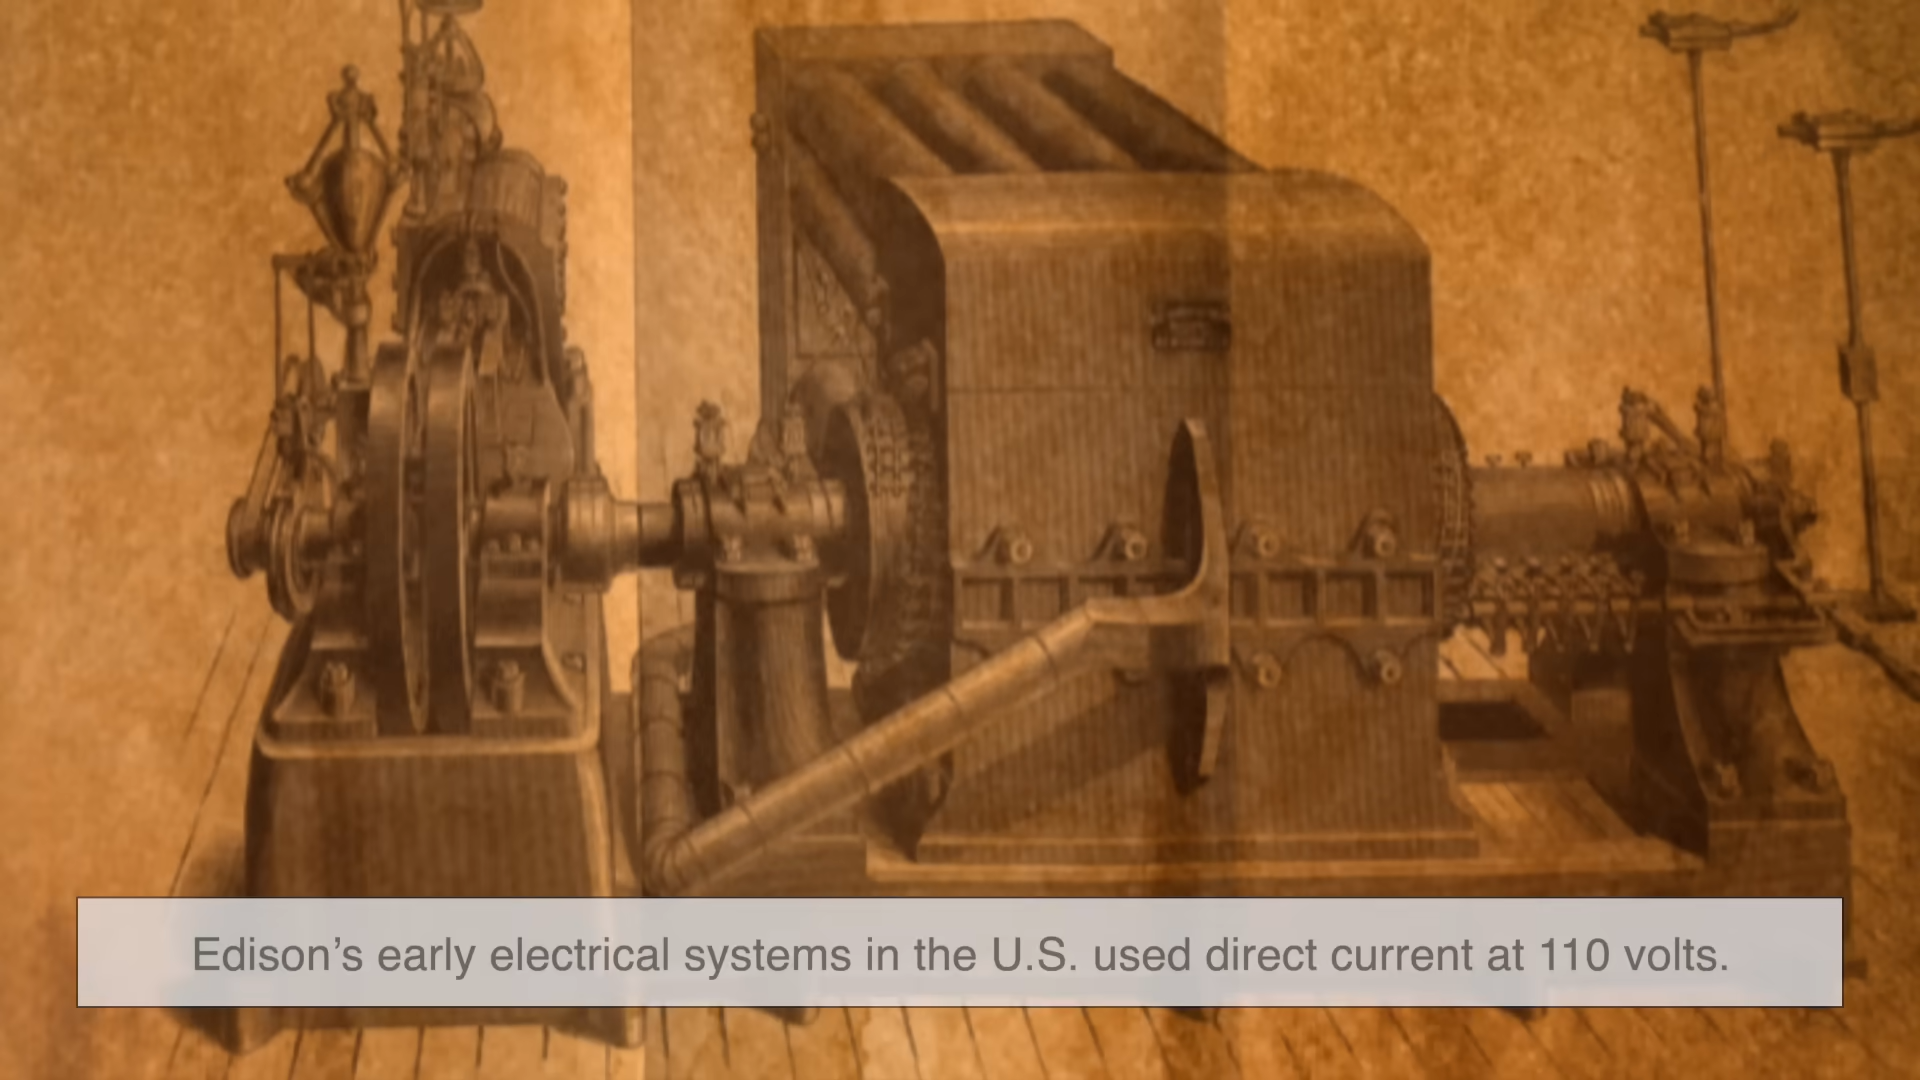 Edison’s early electrical systems in the U.S. used direct current at 110 volts.